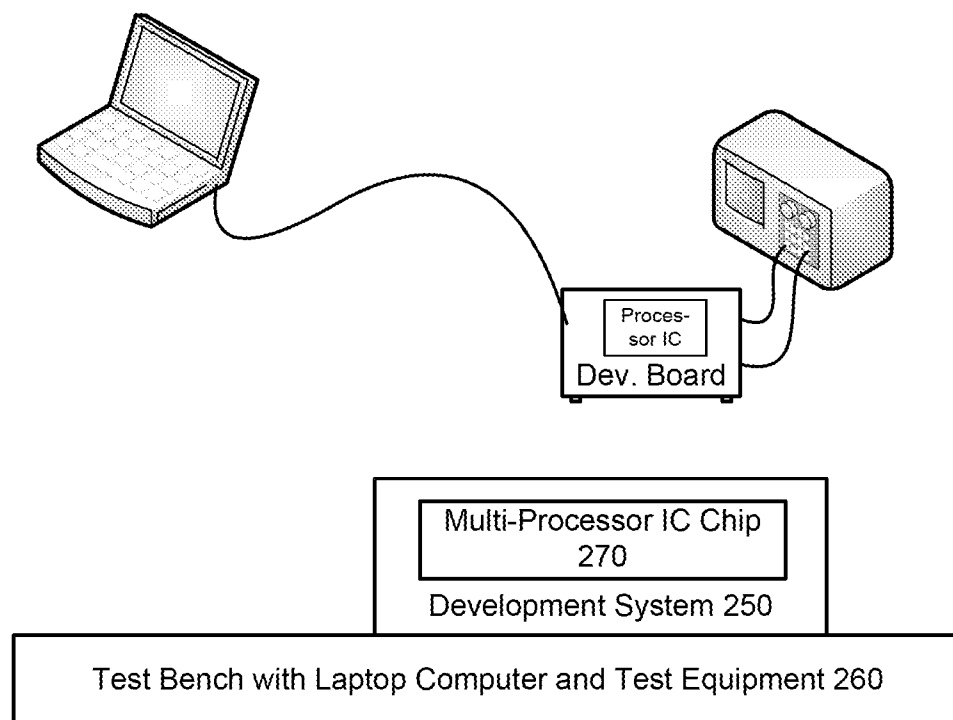 Proces-
sor IC
Dev. Board
Multi-Processor IC Chip
270
Development System 250
Test Bench with Laptop Computer and Test Equipment 260